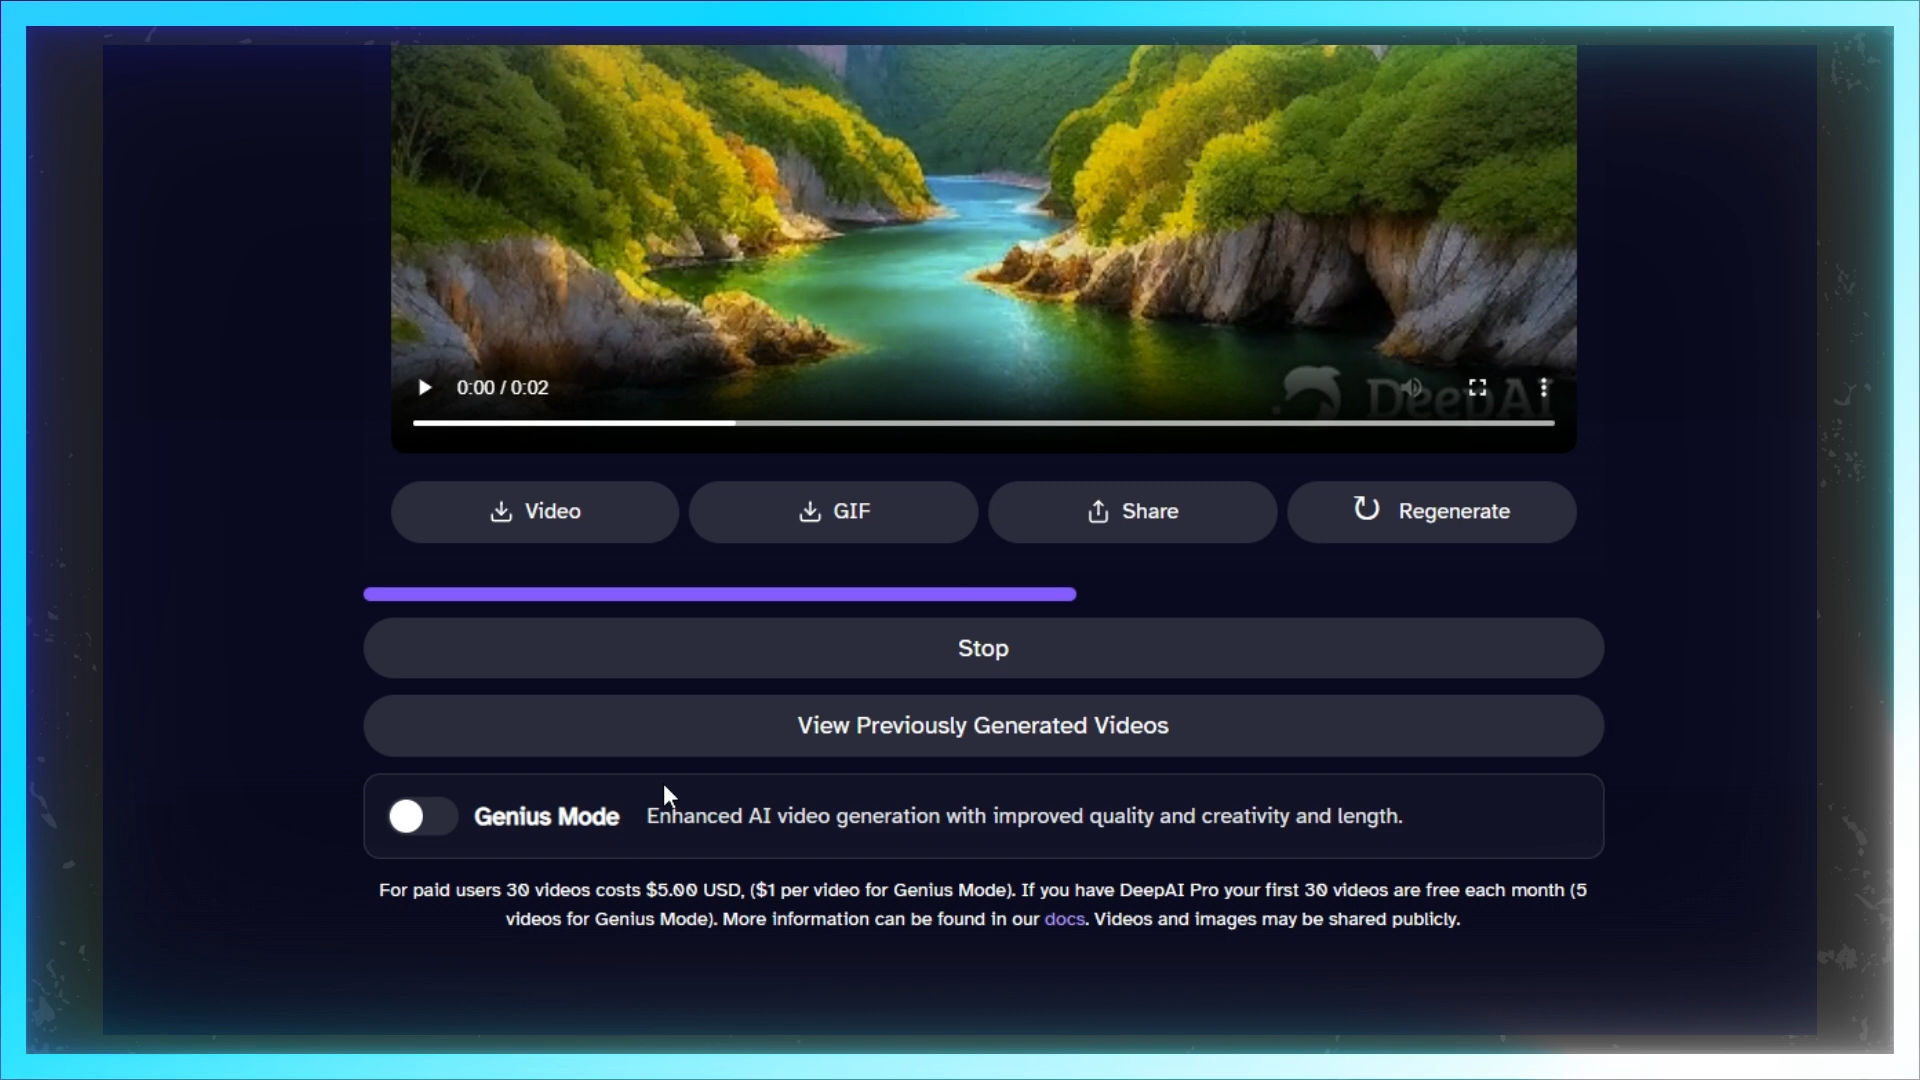 0:00 / 0:02
DeepAI
Video
GIF
Share
Regenerate
Stop
View Previously Generated Videos
Genius Mode Enhanced AI video generation with improved quality and creativity and length.
For paid users 30 videos costs $5.00 USD, ($1 per video for Genius Mode). If you have DeepAI Pro your first 30 videos are free each month (5
videos for Genius Mode). More information can be found in our docs. Videos and images may be shared publicly.